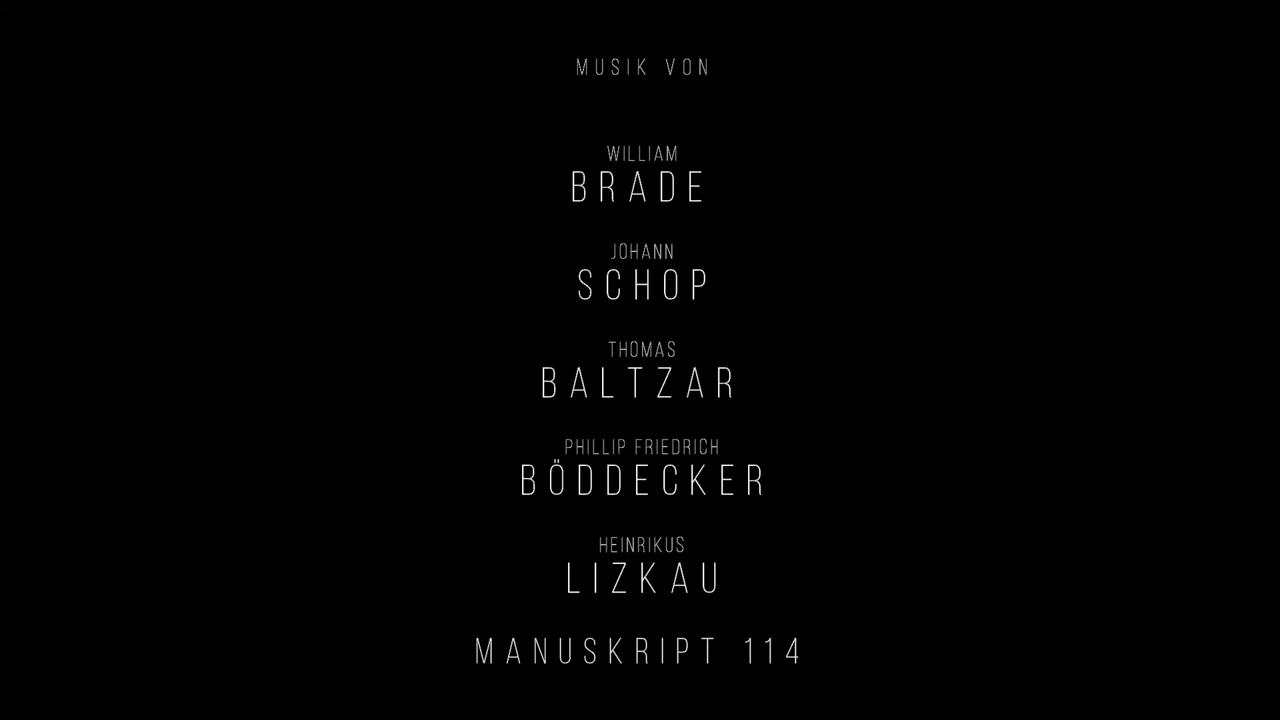 MUSIK VON
WILLIAM
BRADE
JOHANN
SCHOP
THOMAS
BALTZAR
PHILLIP FRIEDRICH
BÖDDECKER
HEINRIKUS
LIZKAU
MANUSKRIPT 114